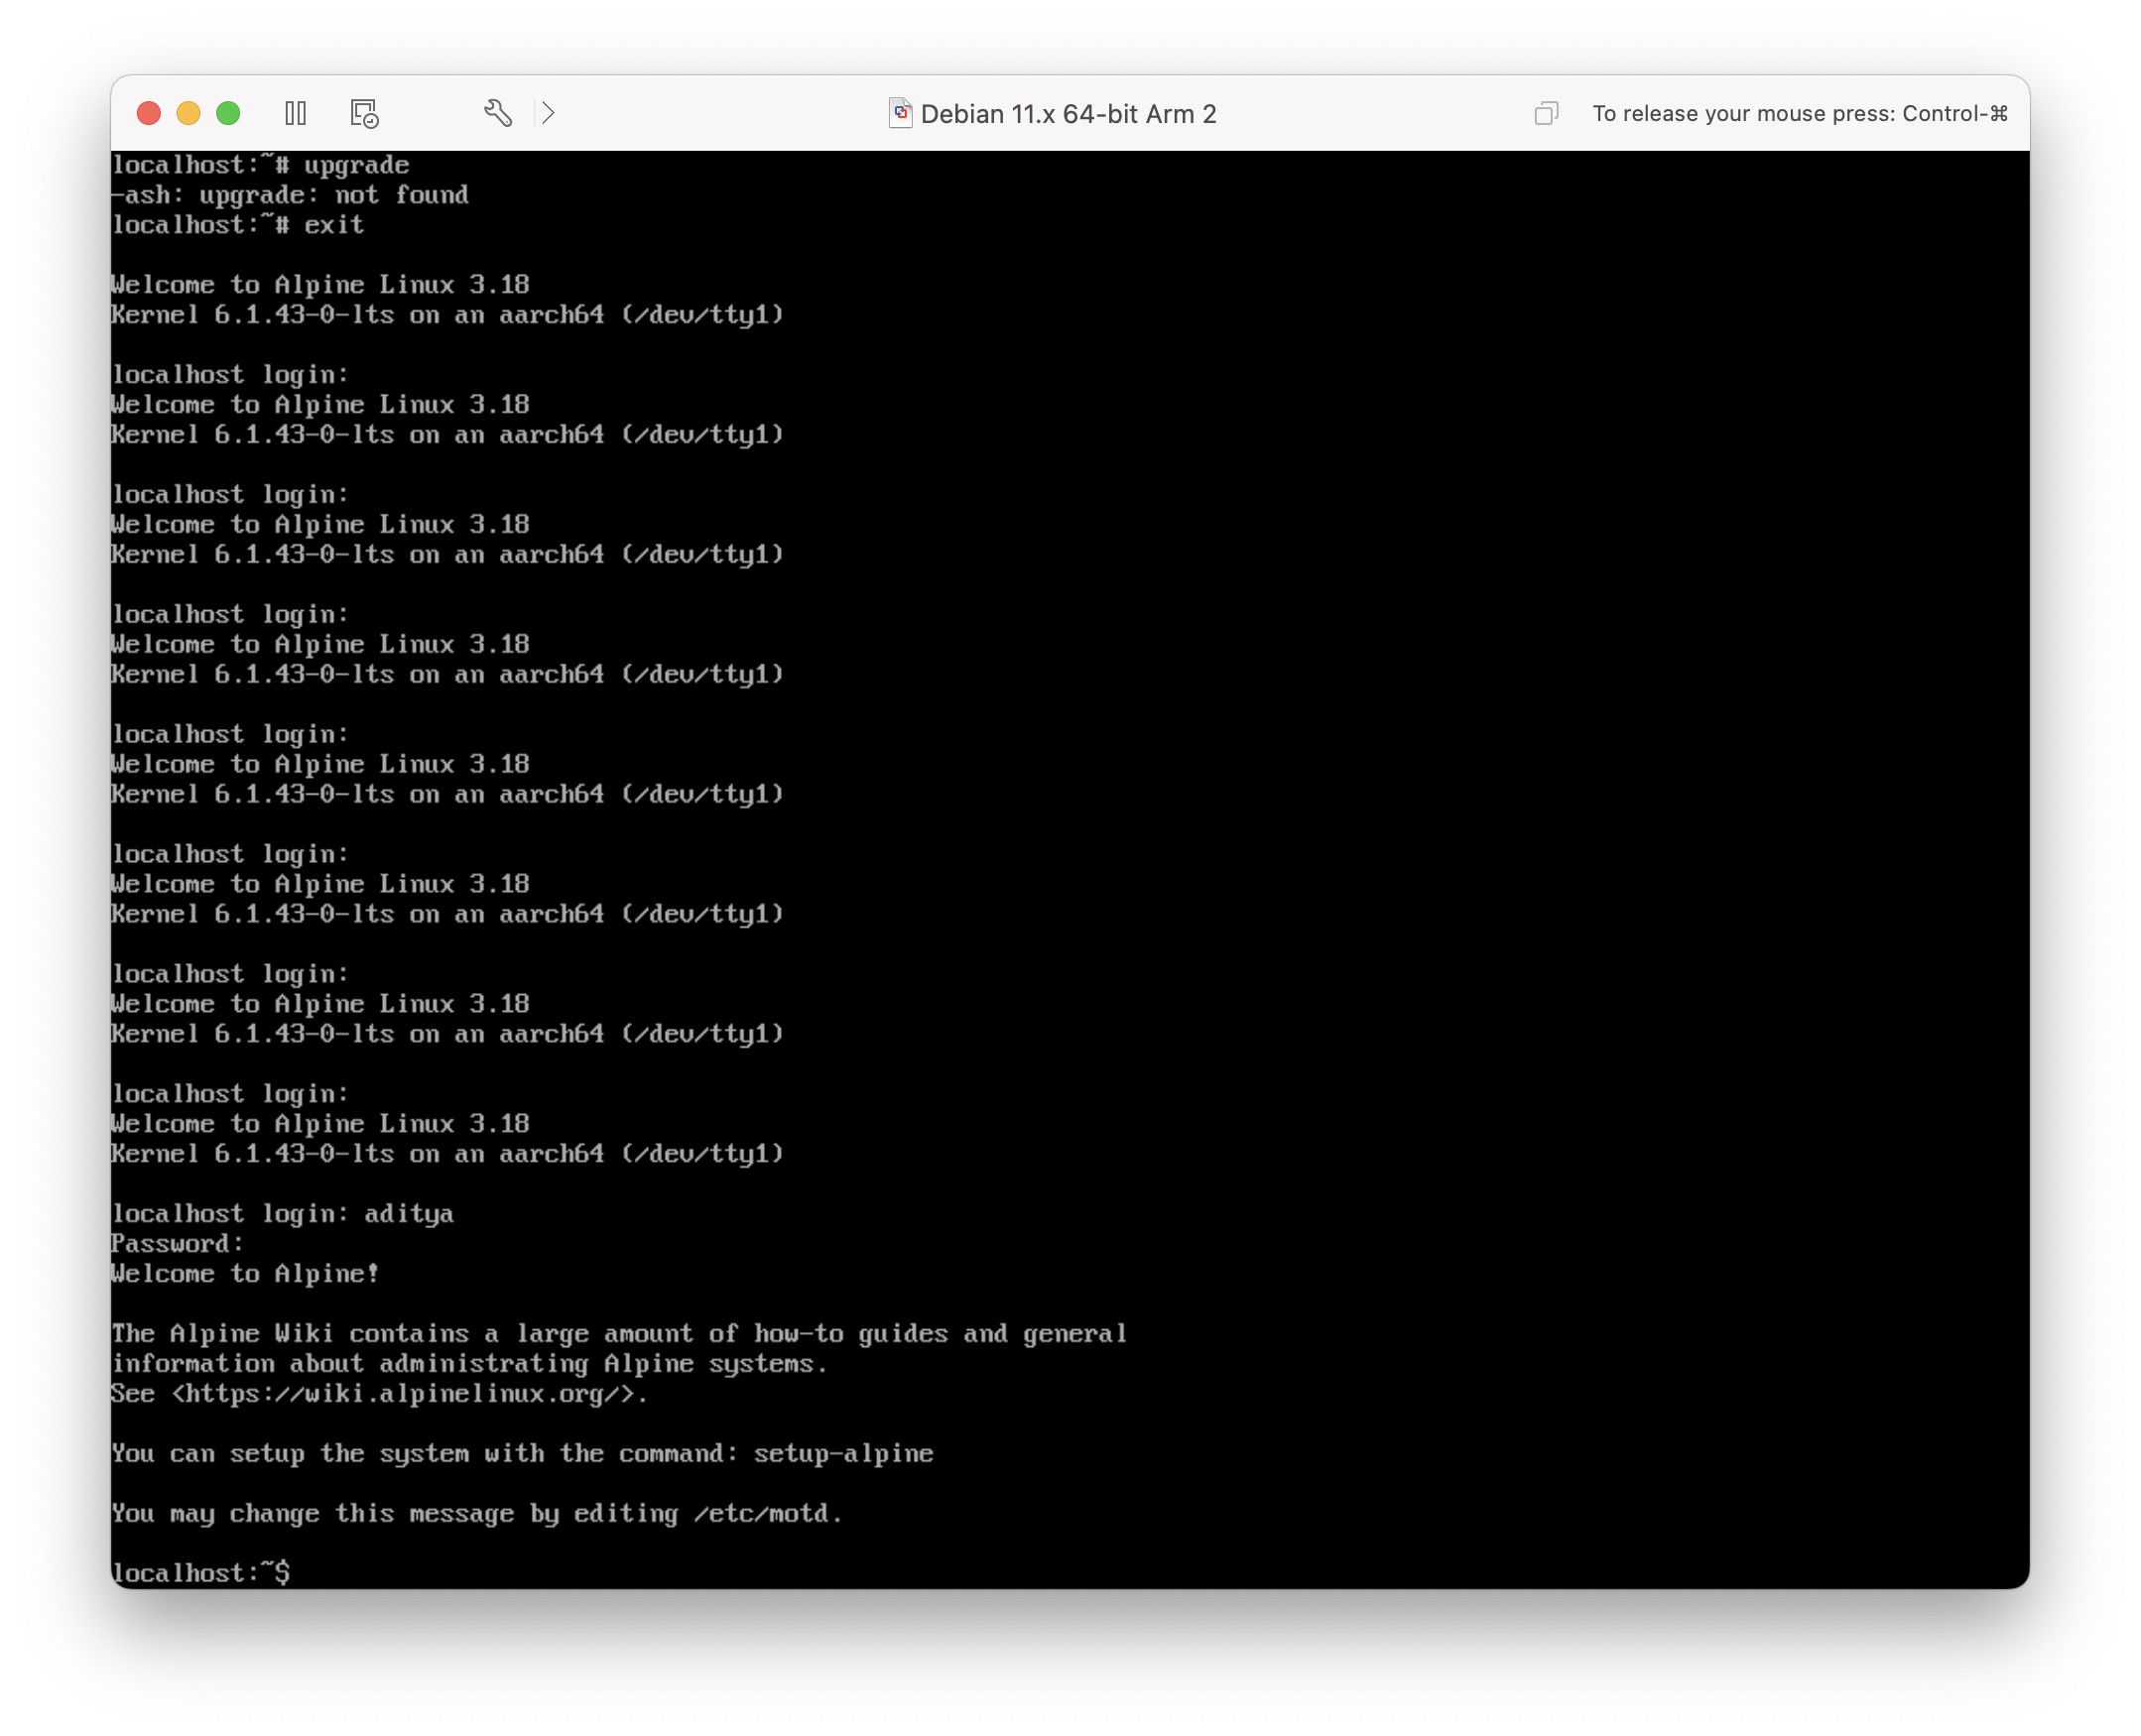 Debian 11.x 64-bit Arm 2
To release your mouse press: Control-⌘
localhost:~# upgrade
-ash: upgrade: not found
localhost:~# exit
Welcome to Alpine Linux 3.18
Kernel 6.1.43-0-lts on an aarch64 (/dev/tty1)
localhost login:
Welcome to Alpine Linux 3.18
Kernel 6.1.43-0-lts on an aarch64 (/dev/tty1)
localhost login:
Welcome to Alpine Linux 3.18
Kernel 6.1.43-0-lts on an aarch64 (/dev/tty1)
localhost login:
Welcome to Alpine Linux 3.18
Kernel 6.1.43-0-lts on an aarch64 (/dev/tty1)
localhost login:
Welcome to Alpine Linux 3.18
Kernel 6.1.43-0-lts on an aarch64 (/dev/tty1)
localhost login:
Welcome to Alpine Linux 3.18
Kernel 6.1.43-0-lts on an aarch64 (/dev/tty1)
localhost login:
Welcome to Alpine Linux 3.18
Kernel 6.1.43-0-lts on an aarch64 (/dev/tty1)
localhost login:
Welcome to Alpine Linux 3.18
Kernel 6.1.43-0-lts on an aarch64 (/dev/tty1)
localhost login: aditya
Password:
Welcome to Alpine!
The Alpine Wiki contains a large amount of how-to guides and general
information about administrating Alpine systems.
See <https://wiki.alpinelinux.org/>.
You can setup the system with the command: setup-alpine
You may change this message by editing /etc/motd.
localhost:~$